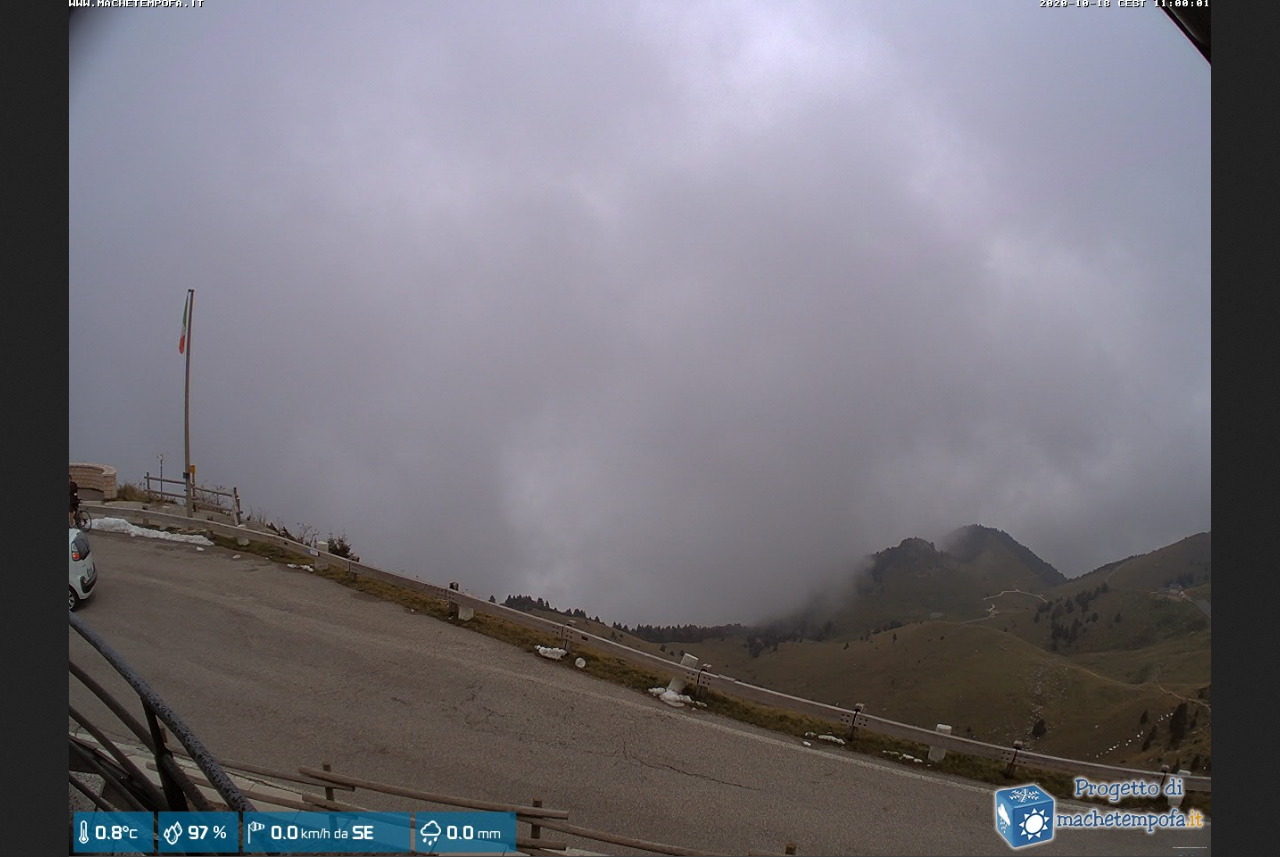 WWW.MACHETEMPOFA.IT
2020-10-18 CEST 11:00:01
0.8°C 97 % 0.0 km/h da SE 0.0 mm
Progetto di
machetempofa.it